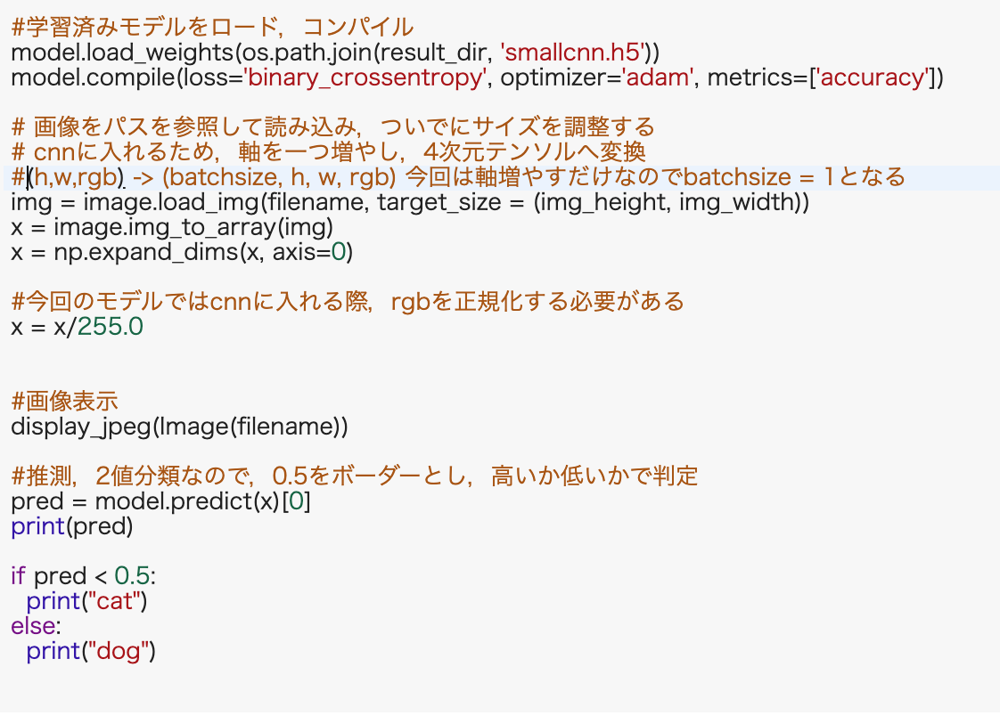 #学習済みモデルをロード，コンパイル
model.load_weights(os.path.join(result_dir, 'smallcnn.h5'))
model.compile(loss='binary_crossentropy', optimizer='adam', metrics=['accuracy'])
# 画像をパスを参照して読み込み，ついでにサイズを調整する
# cnnに入れるため，軸を一つ増やし，4次元テンソルへ変換
#(h,w,rgb) -> (batchsize, h, w, rgb) 今回は軸増やすだけなのでbatchsize = 1となる
img = image.load_img(filename, target_size = (img_height, img_width))
x = image.img_to_array(img)
x = np.expand_dims(x, axis=0)
#今回のモデルではcnnに入れる際，rgbを正規化する必要がある
x = x/255.0
#画像表示
display_jpeg(Image(filename))
#推測，2値分類なので，0.5をボーダーとし，高いか低いかで判定
pred = model.predict(x)[0]
print(pred)
if pred < 0.5:
  print("cat")
else:
  print("dog")